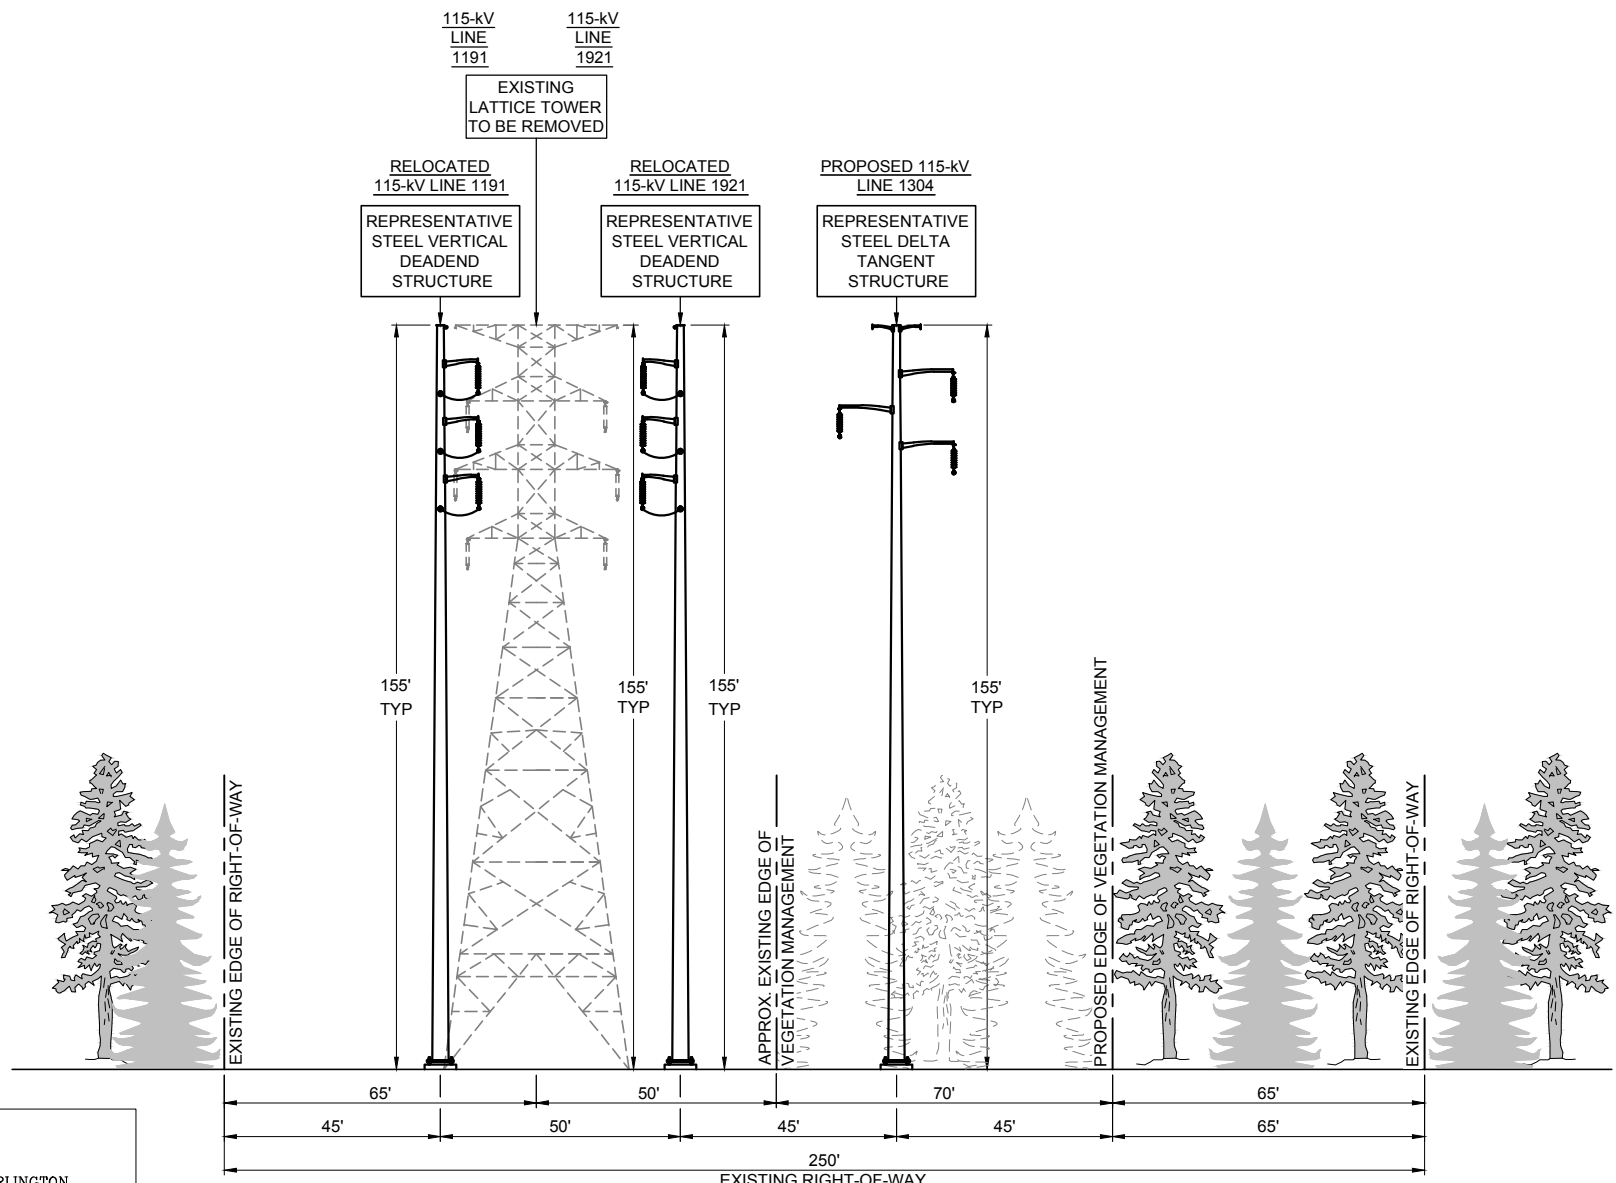 115-kV
LINE
1191
115-kV
LINE
1921
EXISTING
LATTICE TOWER
TO BE REMOVED
RELOCATED
115-kV LINE 1191
RELOCATED
115-kV LINE 1921
PROPOSED 115-kV
LINE 1304
REPRESENTATIVE
STEEL VERTICAL
DEADEND
STRUCTURE
REPRESENTATIVE
STEEL VERTICAL
DEADEND
STRUCTURE
REPRESENTATIVE
STEEL DELTA
TANGENT
STRUCTURE
155'
TYP
155'
TYP
155'
TYP
155'
TYP
EXISTING EDGE OF RIGHT-OF-WAY
APPROX. EXISTING EDGE OF
VEGETATION MANAGEMENT
PROPOSED EDGE OF VEGETATION MANAGEMENT
EXISTING EDGE OF RIGHT-OF-WAY
65'
50'
70'
65'
45'
50'
45'
45'
65'
250'
EXISTING RIGHT-OF-WAY